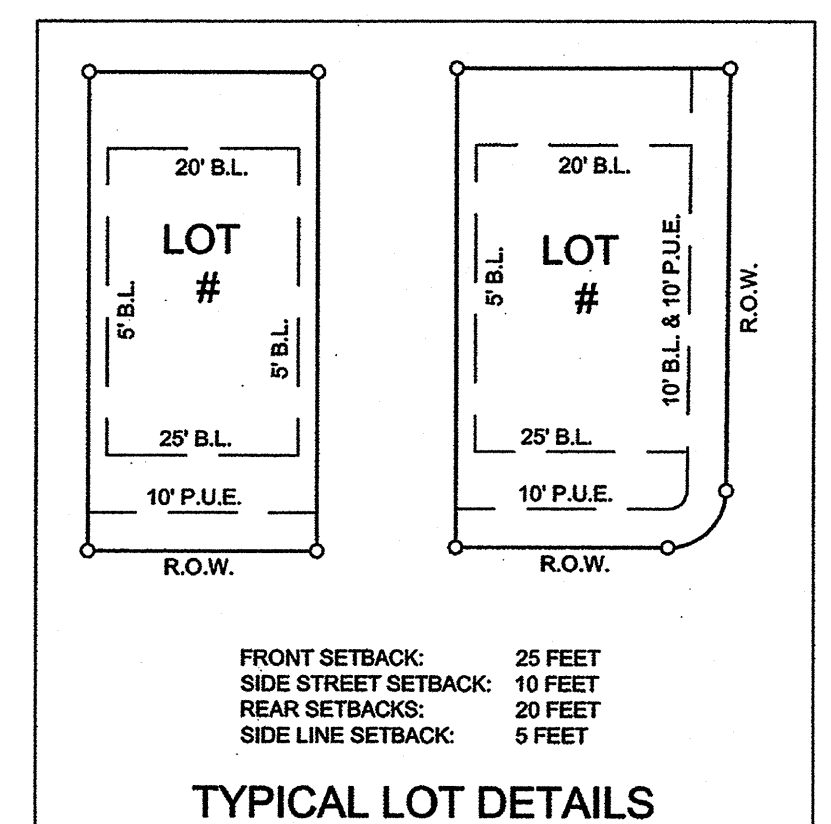 20' B.L.
LOT
#
5' B.L.
5' B.L.
25' B.L.
10' P.U.E.
R.O.W.
20' B.L.
LOT
#
5' B.L.
10' B.L. & 10' P.U.E.
R.O.W.
25' B.L.
10' P.U.E.
R.O.W.
FRONT SETBACK: 25 FEET
SIDE STREET SETBACK: 10 FEET
REAR SETBACKS: 20 FEET
SIDE LINE SETBACK: 5 FEET
TYPICAL LOT DETAILS